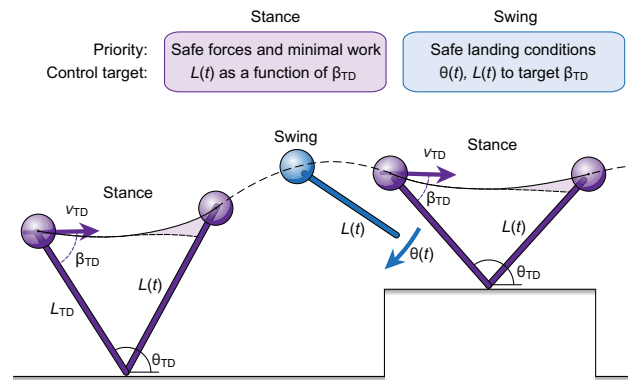 Stance
Swing
Priority:
Safe forces and minimal work
Safe landing conditions
Control target:
L(t) as a function of βTD
θ(t), L(t) to target βTD
Swing
Stance
vTD
Stance
vTD
βTD
L(t)
L(t)
θ(t)
βTD
L(t)
θTD
LTD
θTD